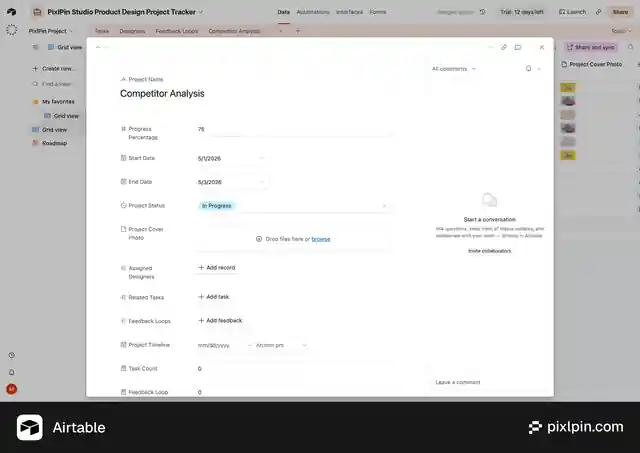 PixlPin Studio Product Design Project Tracker
Data Automations Interfaces Forms
Trial: 12 days left
Launch
Share
PixlPin Project
Tasks Designers Feedback Loops Competitor Analysis
Tools
Grid view
Share and sync
Create new...
Find a view
My favorites
Grid view
Grid view
Roadmap
Project Cover Photo
All comments
Project Name
Competitor Analysis
Progress Percentage
75
Start Date
5/1/2026
End Date
5/3/2026
Project Status
In Progress
Project Cover Photo
Drop files here or browse
Assigned Designers
Add record
Related Tasks
Add task
Feedback Loops
Add feedback
Project Timeline
mm/dd/yyyy
hh:mm pm
Task Count
0
Feedback Loop
0
Start a conversation
Invite collaborators
Leave a comment
Airtable
pixlpin.com